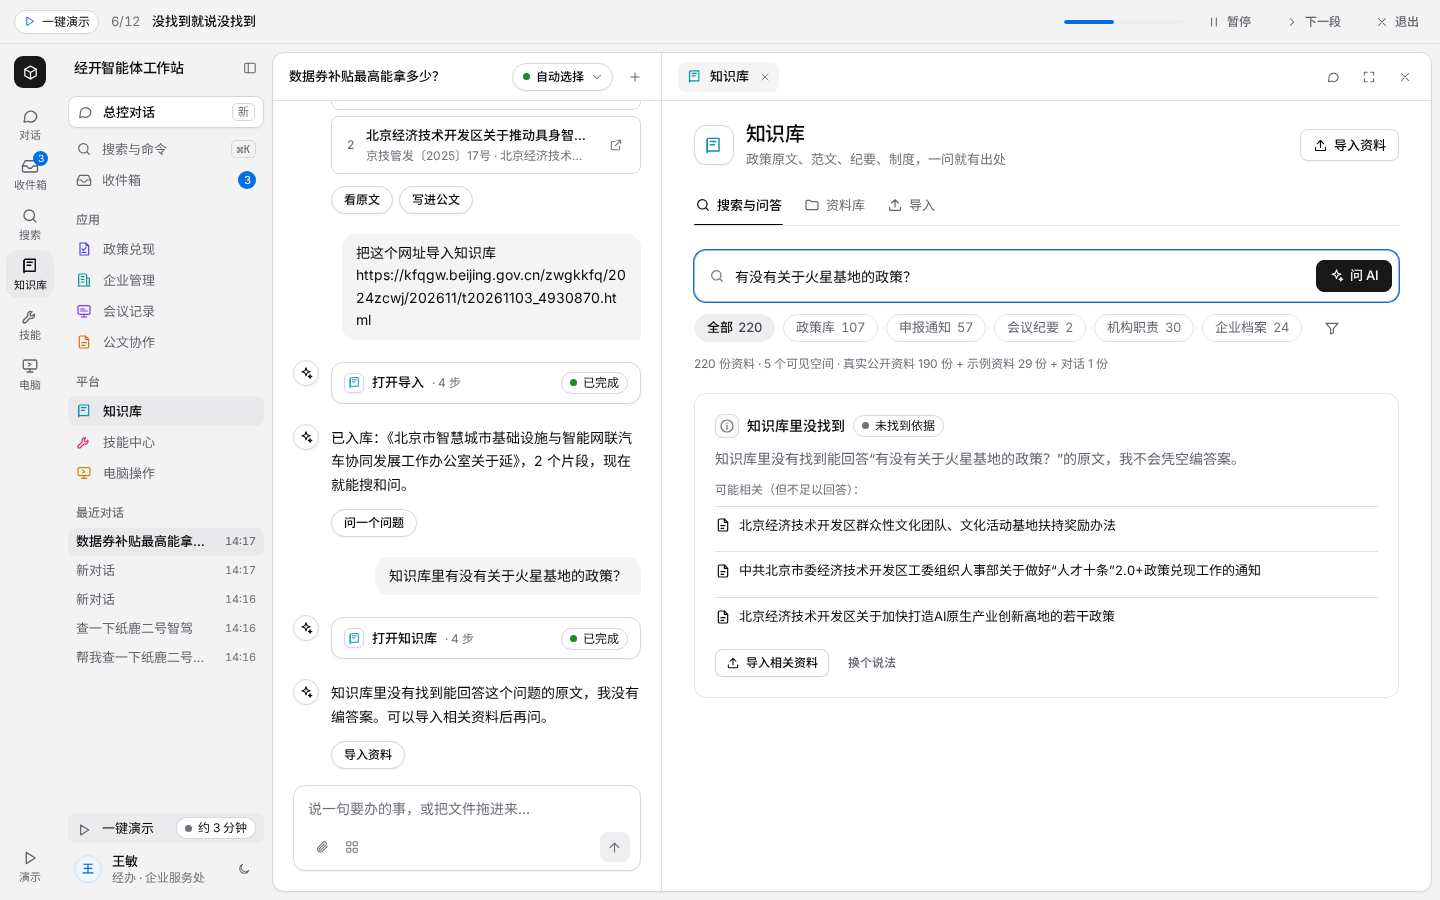 一键演示
6/12
没找到就说没找到
暂停
下一段
退出
对话
3
收件箱
搜索
知识库
技能
电脑
演示
经开智能体工作站
总控对话
新
搜索与命令
⌘K
收件箱
3
应用
政策兑现
企业管理
会议记录
公文协作
平台
知识库
技能中心
电脑操作
最近对话
数据券补贴最高能拿... 14:17
新对话 14:17
新对话 14:16
查一下纸鹿二号智驾 14:16
帮我查一下纸鹿二号... 14:16
一键演示
约 3 分钟
王
王敏
经办 · 企业服务处
数据券补贴最高能拿多少？
自动选择
2
北京经济技术开发区关于推动具身智...
京技管发〔2025〕17号 · 北京经济技术...
看原文
写进公文
把这个网址导入知识库
https://kfqgw.beijing.gov.cn/zwgkkfq/20
24zcwj/202611/t20261103_4930870.ht
ml
打开导入
· 4 步
已完成
已入库：《北京市智慧城市基础设施与智能网联汽
车协同发展工作办公室关于延》，2 个片段，现在
就能搜和问。
问一个问题
知识库里有没有关于火星基地的政策？
打开知识库
· 4 步
已完成
知识库里没有找到能回答这个问题的原文，我没有
编答案。可以导入相关资料后再问。
导入资料
说一句要办的事，或把文件拖进来...
知识库
知识库
政策原文、范文、纪要、制度，一问就有出处
导入资料
搜索与问答
资料库
导入
有没有关于火星基地的政策？
问 AI
全部 220
政策库 107
申报通知 57
会议纪要 2
机构职责 30
企业档案 24
220 份资料 · 5 个可见空间 · 真实公开资料 190 份 + 示例资料 29 份 + 对话 1 份
知识库里没找到
未找到依据
知识库里没有找到能回答“有没有关于火星基地的政策？”的原文，我不会凭空编答案。
可能相关（但不足以回答）：
北京经济技术开发区群众性文化团队、文化活动基地扶持奖励办法
中共北京市委经济技术开发区工委组织人事部关于做好“人才十条”2.0+政策兑现工作的通知
北京经济技术开发区关于加快打造AI原生产业创新高地的若干政策
导入相关资料
换个说法